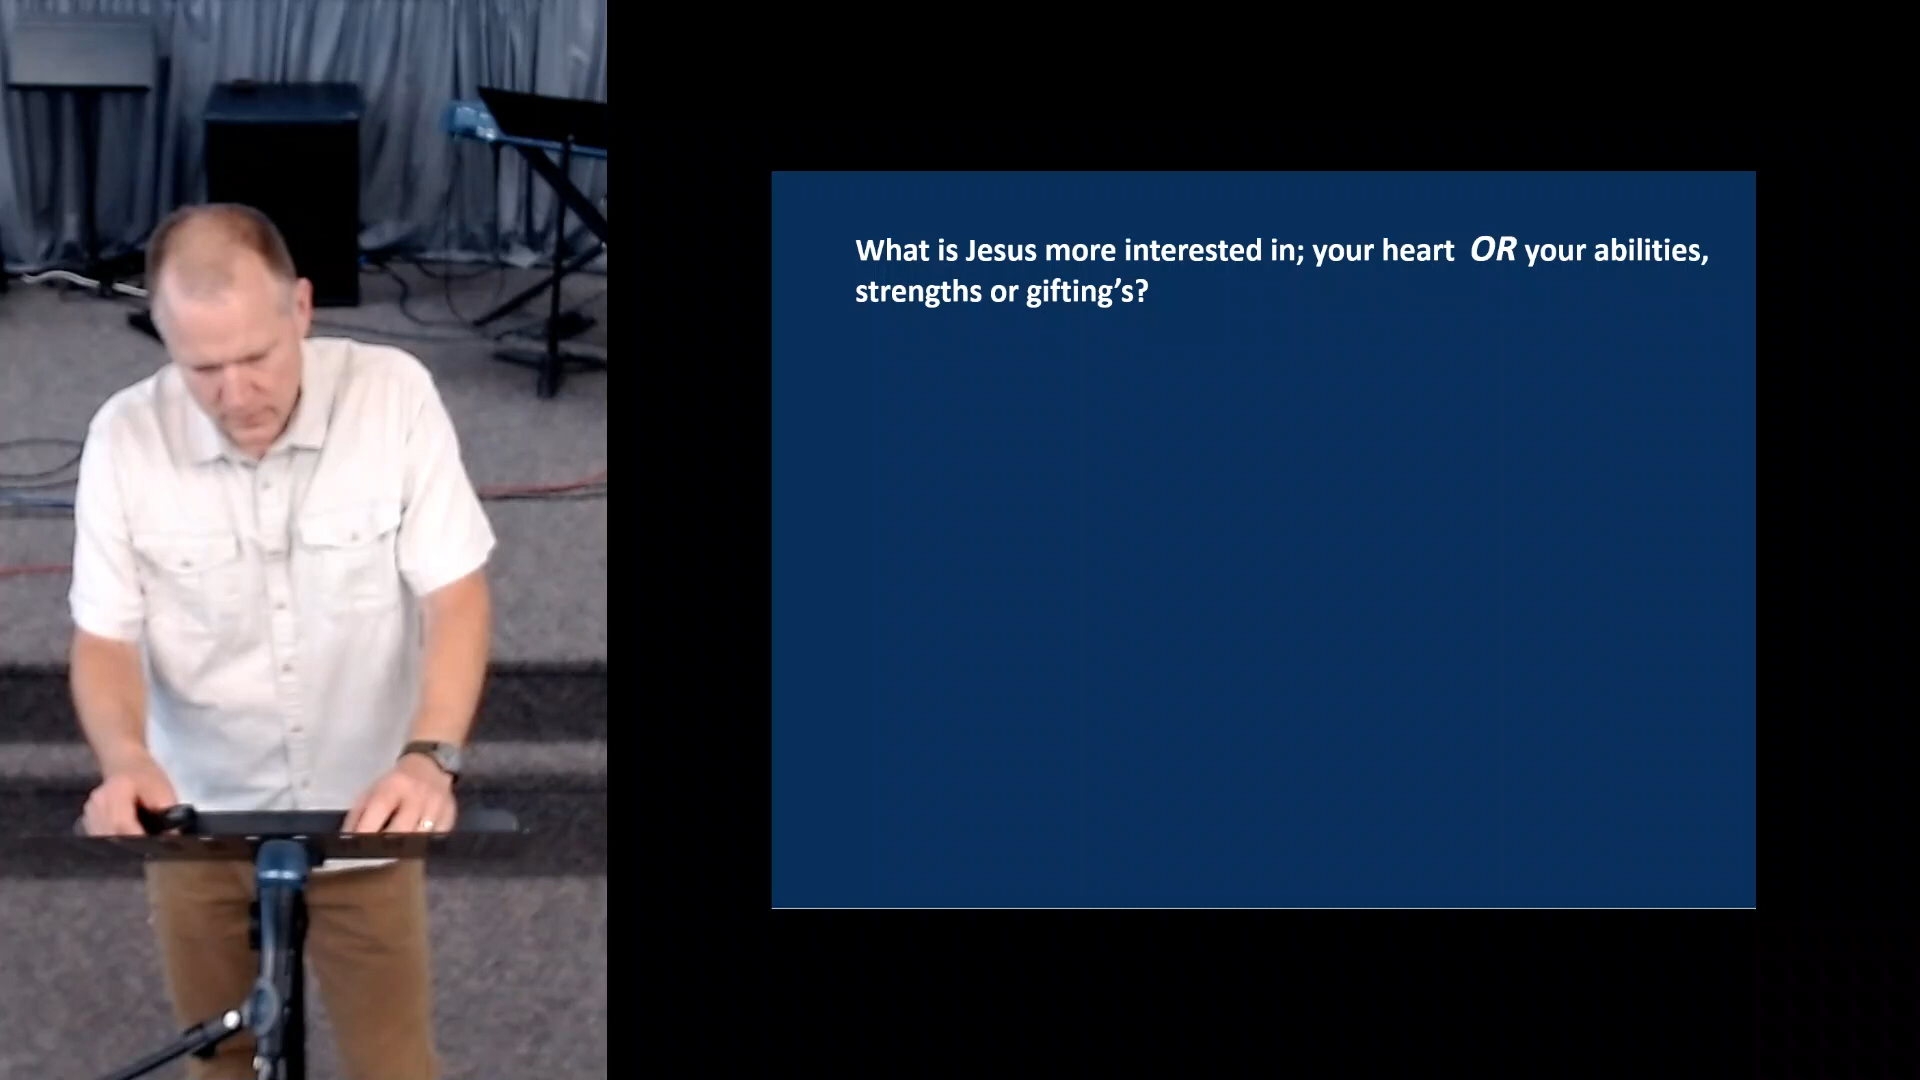 What is Jesus more interested in; your heart OR your abilities,
strengths or gifting’s?